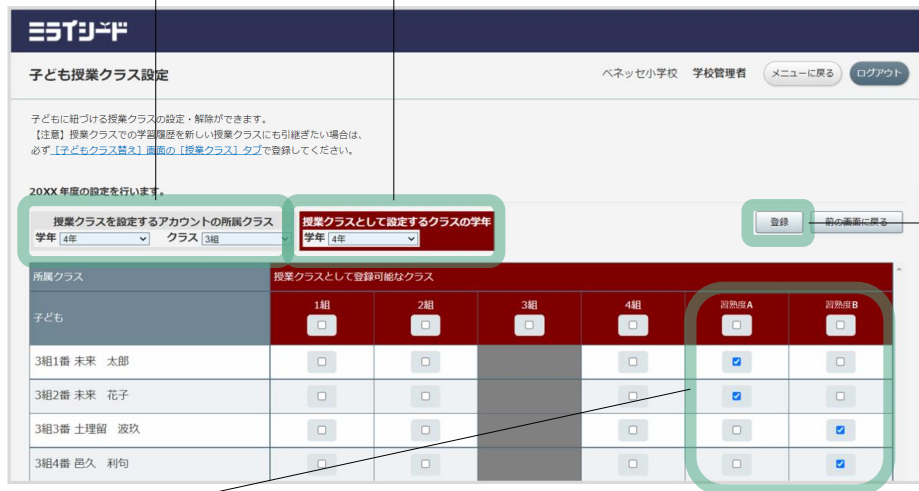 ミライシード
子ども授業クラス設定
ベネッセ小学校 学校管理者 メニューに戻る ログアウト
子どもに紐づける授業クラスの設定・解除ができます。
【注意】授業クラスでの学習履歴を新しい授業クラスにも引継ぎたい場合は、
必ず［子どもクラス替え］画面の［授業クラス］タブで登録してください。
20XX 年度の設定を行います。
授業クラスを設定するアカウントの所属クラス
学年 4年 クラス 3組
授業クラスとして設定するクラスの学年
学年 4年
登録 前の画面に戻る
所属クラス 授業クラスとして登録可能なクラス
子ども 1組 2組 3組 4組 習熟度A 習熟度B
3組1番 未来 太郎
3組2番 未来 花子
3組3番 土理留 波玖
3組4番 邑久 利句